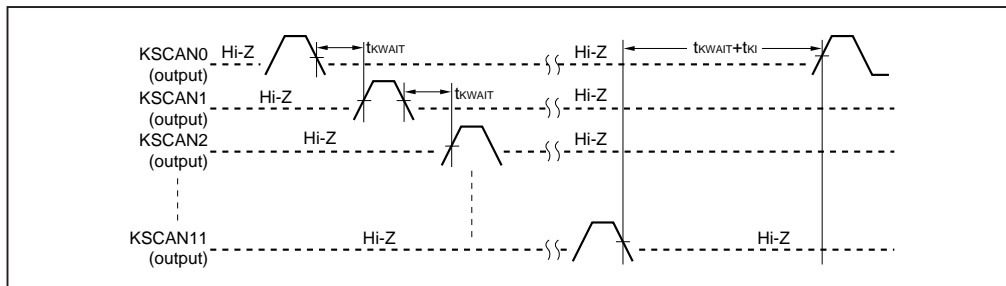 KSCAN0 Hi-Z tKWAIT tKWAIT+tKI
(output)
KSCAN1 Hi-Z tKWAIT Hi-Z
(output)
KSCAN2 Hi-Z Hi-Z
(output)
KSCAN11 Hi-Z Hi-Z
(output)